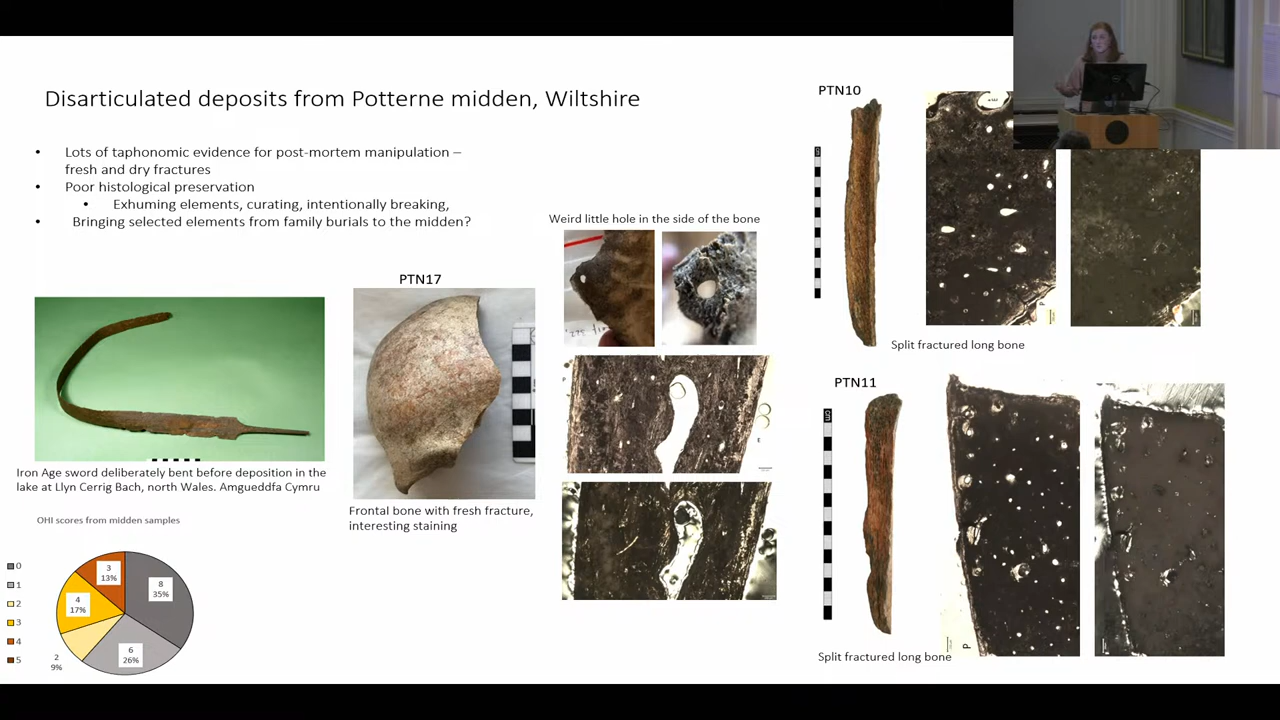 Disarticulated deposits from Potterne midden, Wiltshire
• Lots of taphonomic evidence for post-mortem manipulation –
fresh and dry fractures
• Poor histological preservation
• Exhuming elements, curating, intentionally breaking,
• Bringing selected elements from family burials to the midden?
Iron Age sword deliberately bent before deposition in the
lake at Llyn Cerrig Bach, north Wales. Amgueddfa Cymru
OHI scores from midden samples
0
1
2
3
4
5
3
13%
8
35%
4
17%
6
26%
2
9%
PTN17
Frontal bone with fresh fracture,
interesting staining
Weird little hole in the side of the bone
PTN10
Split fractured long bone
PTN11
cm
P
Split fractured long bone